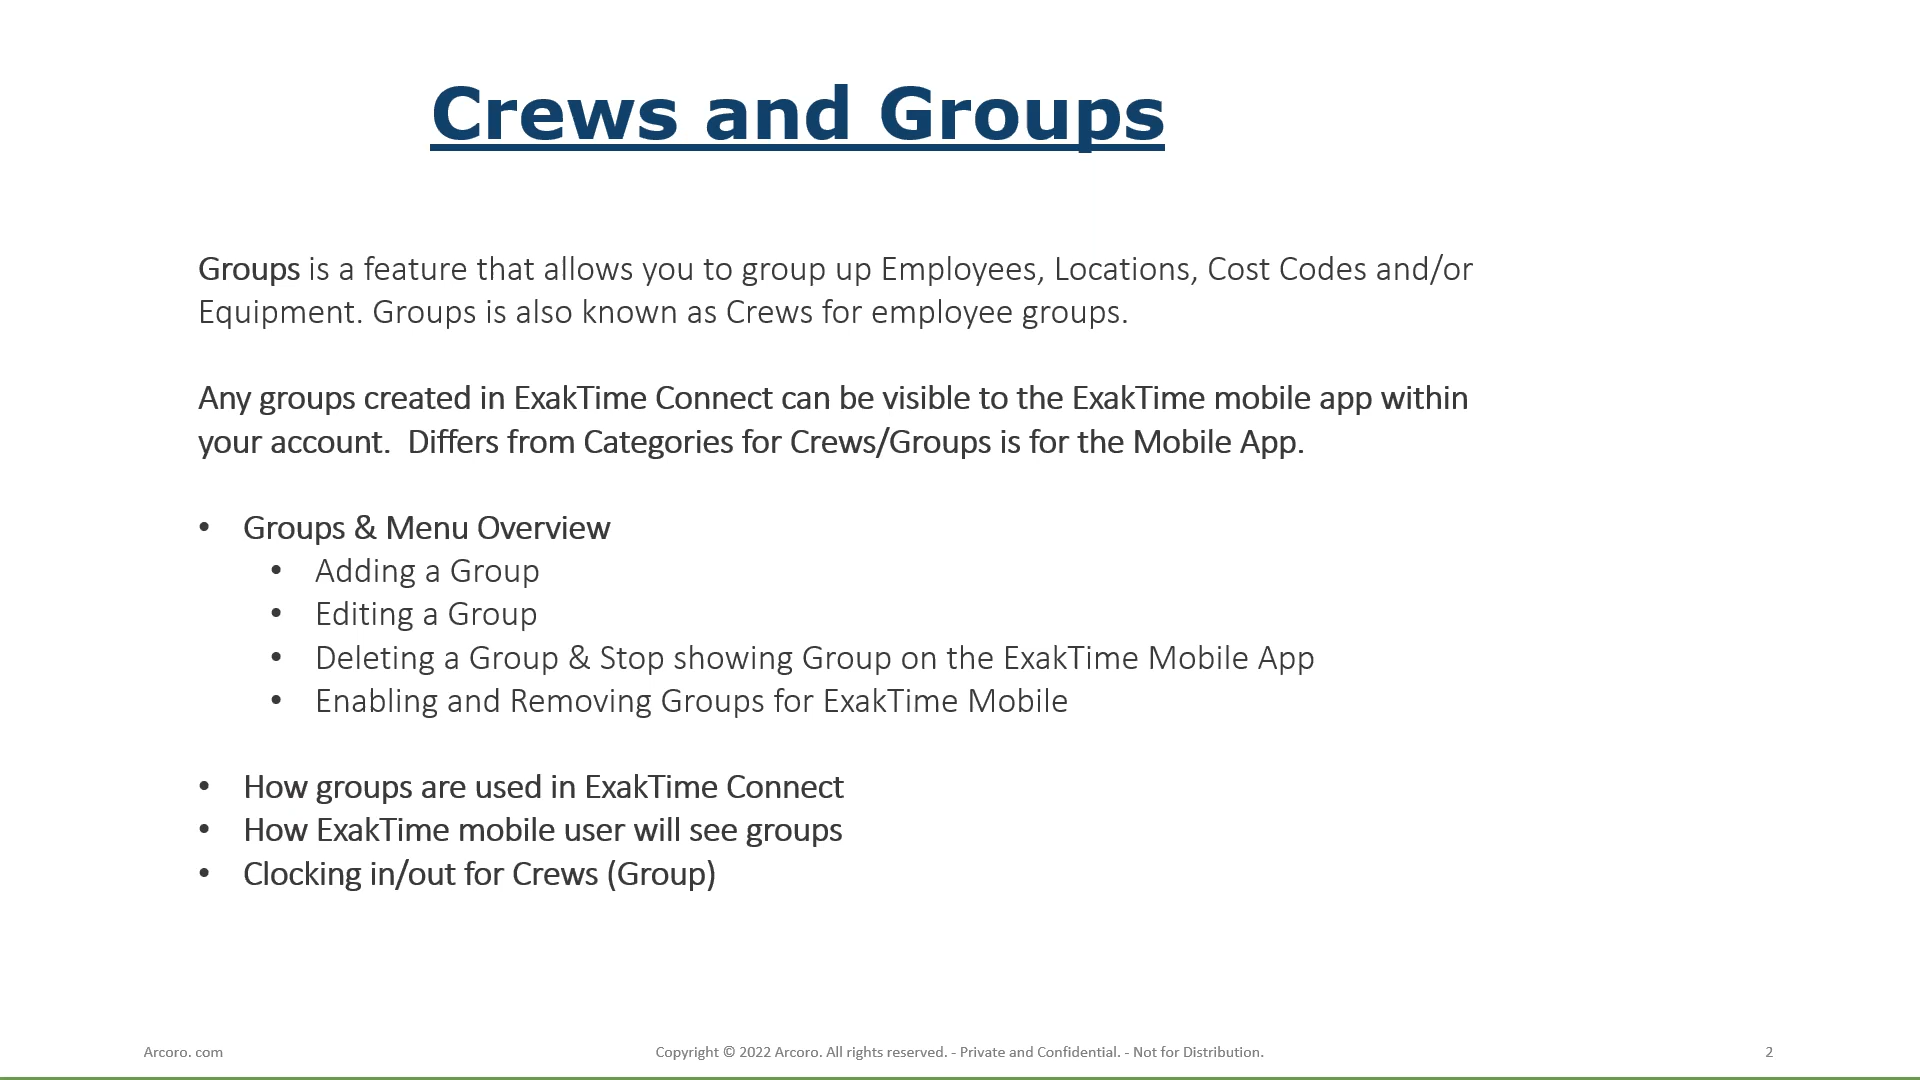 Crews and Groups
Groups is a feature that allows you to group up Employees, Locations, Cost Codes and/or
Equipment. Groups is also known as Crews for employee groups.
Any groups created in ExakTime Connect can be visible to the ExakTime mobile app within
your account.  Differs from Categories for Crews/Groups is for the Mobile App.
• Groups & Menu Overview
• Adding a Group
• Editing a Group
• Deleting a Group & Stop showing Group on the ExakTime Mobile App
• Enabling and Removing Groups for ExakTime Mobile
• How groups are used in ExakTime Connect
• How ExakTime mobile user will see groups
• Clocking in/out for Crews (Group)
Arcoro. com
Copyright © 2022 Arcoro. All rights reserved. - Private and Confidential. - Not for Distribution.
2